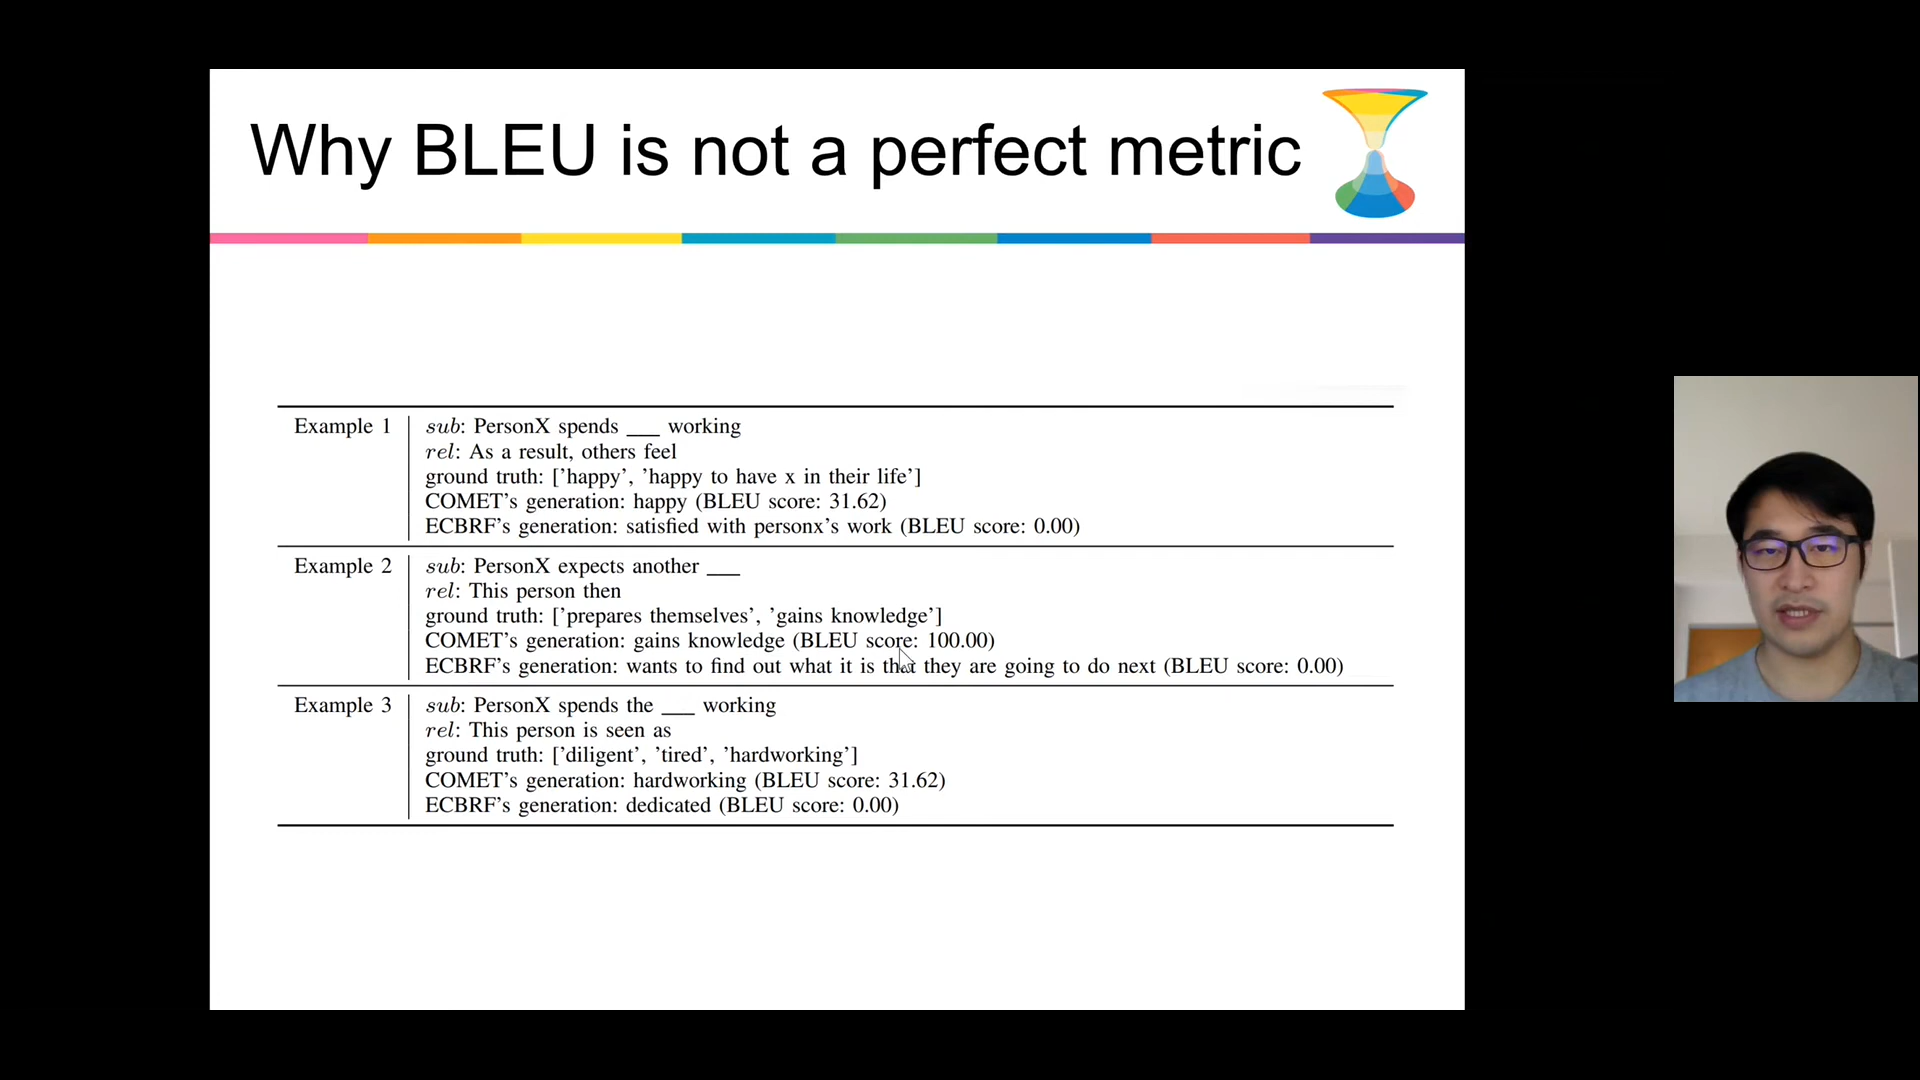 Why BLEU is not a perfect metric
Example 1
sub: PersonX spends ___ working
rel: As a result, others feel
ground truth: ['happy', 'happy to have x in their life']
COMET's generation: happy (BLEU score: 31.62)
ECBRF's generation: satisfied with personx's work (BLEU score: 0.00)
Example 2
sub: PersonX expects another ___
rel: This person then
ground truth: ['prepares themselves', 'gains knowledge']
COMET's generation: gains knowledge (BLEU score: 100.00)
ECBRF's generation: wants to find out what it is that they are going to do next (BLEU score: 0.00)
Example 3
sub: PersonX spends the ___ working
rel: This person is seen as
ground truth: ['diligent', 'tired', 'hardworking']
COMET's generation: hardworking (BLEU score: 31.62)
ECBRF's generation: dedicated (BLEU score: 0.00)